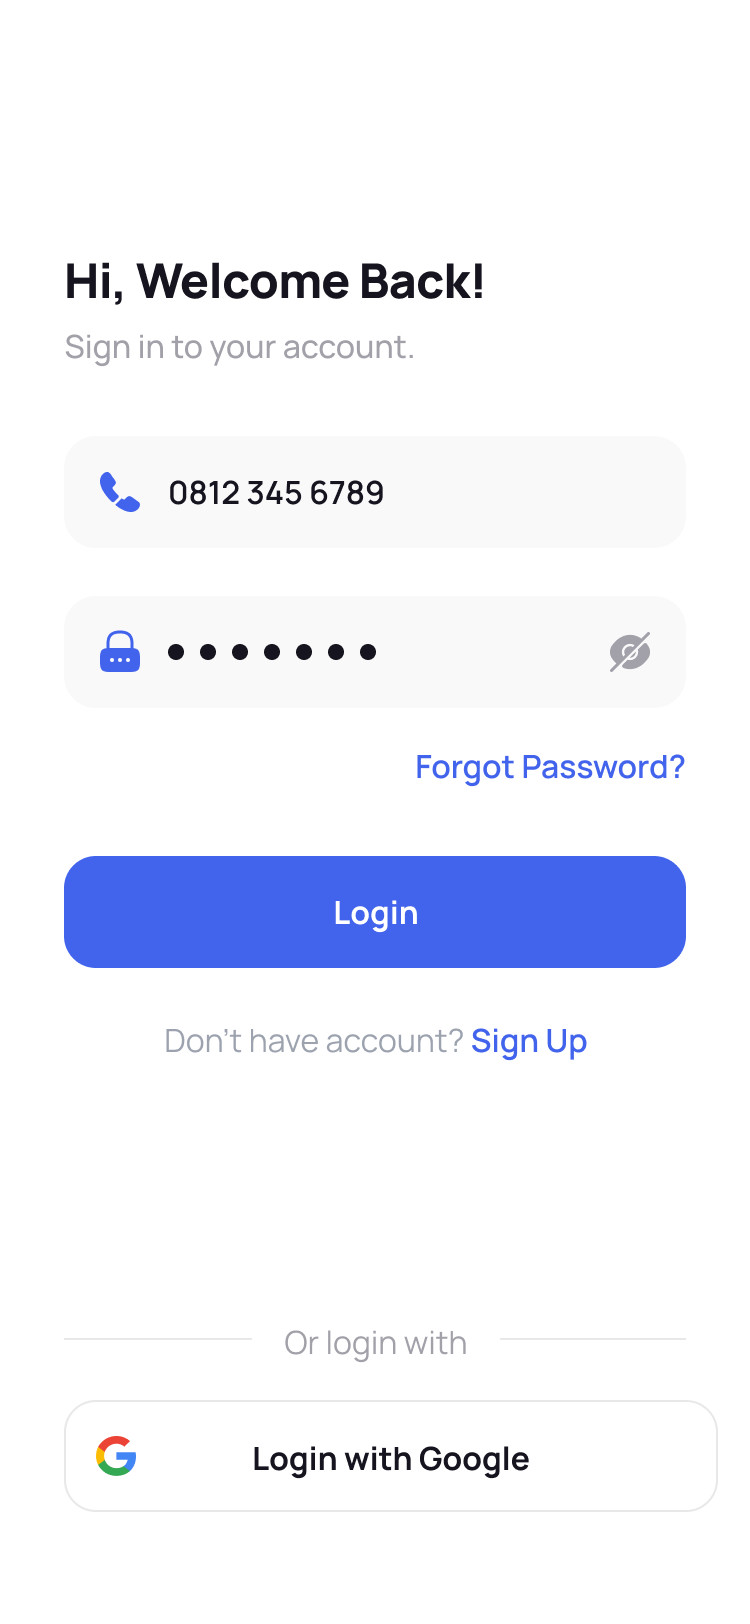 Hi, Welcome Back!
Sign in to your account.
0812 345 6789
Forgot Password?
Login
Don't have account? Sign Up
Or login with
Login with Google